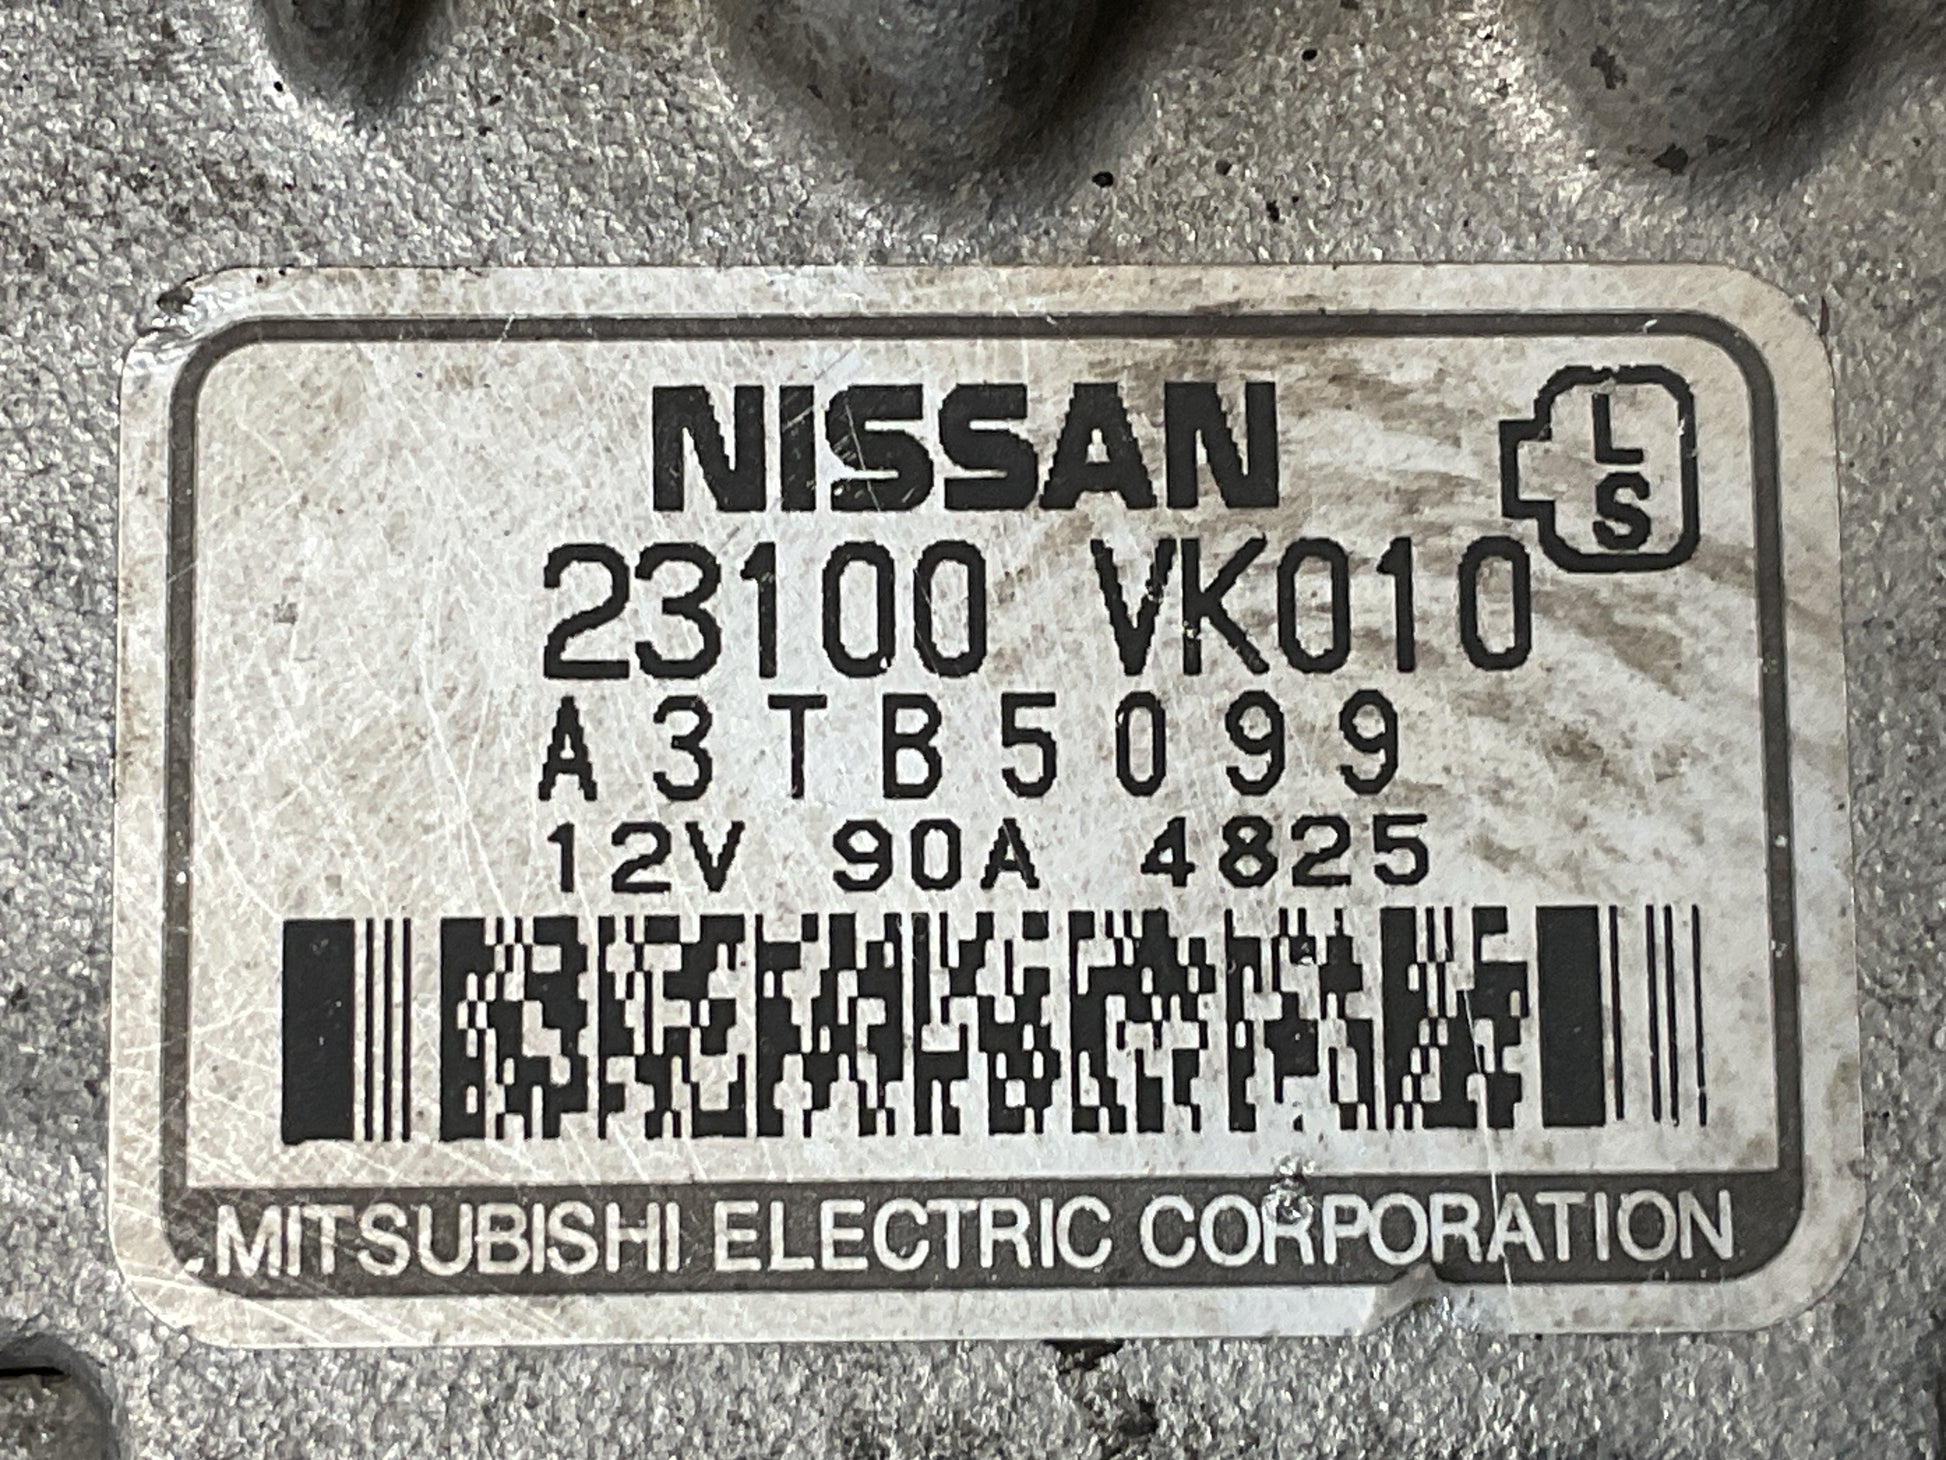 NISSAN
L
S
23100 VK010
A3TB5099
12V 90A 4825
MITSUBISHI ELECTRIC CORPORATION